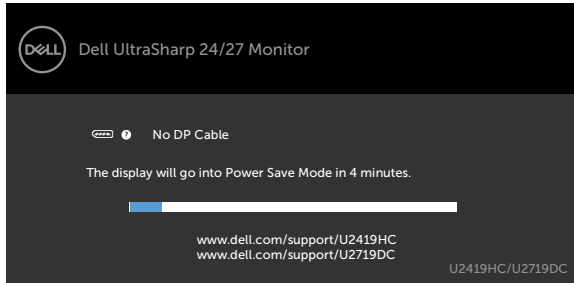 DELL
Dell UltraSharp 24/27 Monitor
? No DP Cable
The display will go into Power Save Mode in 4 minutes.
www.dell.com/support/U2419HC
www.dell.com/support/U2719DC
U2419HC/U2719DC